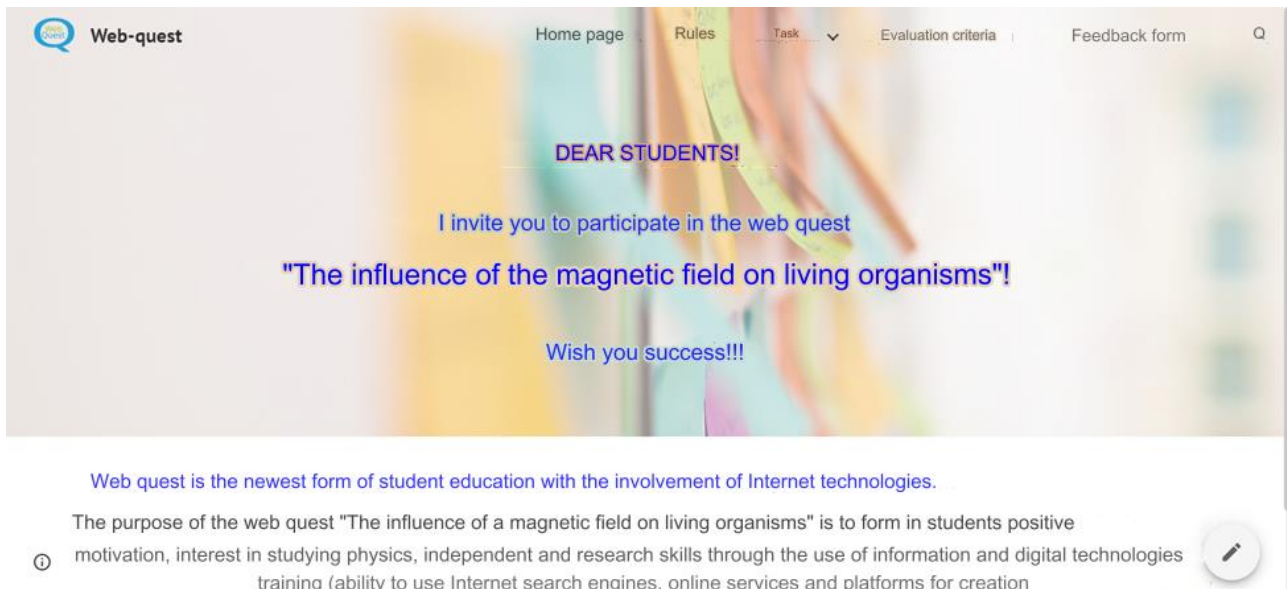 Web Quest
Web-quest
Home page
Rules
Task
Evaluation criteria
Feedback form
DEAR STUDENTS!
I invite you to participate in the web quest
"The influence of the magnetic field on living organisms"!
Wish you success!!!
Web quest is the newest form of student education with the involvement of Internet technologies.
The purpose of the web quest "The influence of a magnetic field on living organisms" is to form in students positive
motivation, interest in studying physics, independent and research skills through the use of information and digital technologies
training (ability to use Internet search engines, online services and platforms for creation